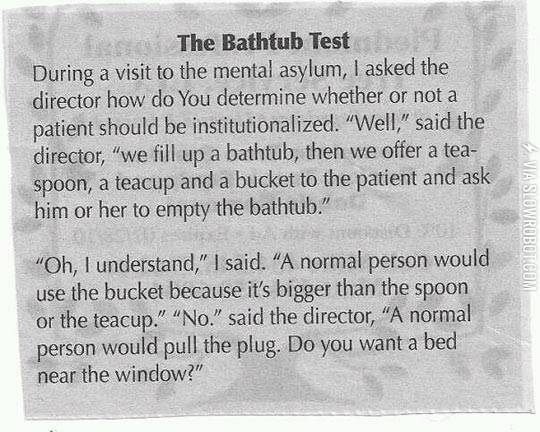 The Bathtub Test
During a visit to the mental asylum, I asked the
director how do You determine whether or not a
patient should be institutionalized. “Well,” said the
director, “we fill up a bathtub, then we offer a tea-
spoon, a teacup and a bucket to the patient and ask
him or her to empty the bathtub.”
“Oh, I understand,” I said. “A normal person would
use the bucket because it’s bigger than the spoon
or the teacup.” “No.” said the director, “A normal
person would pull the plug. Do you want a bed
near the window?”
VIA SLOWROBOT.COM